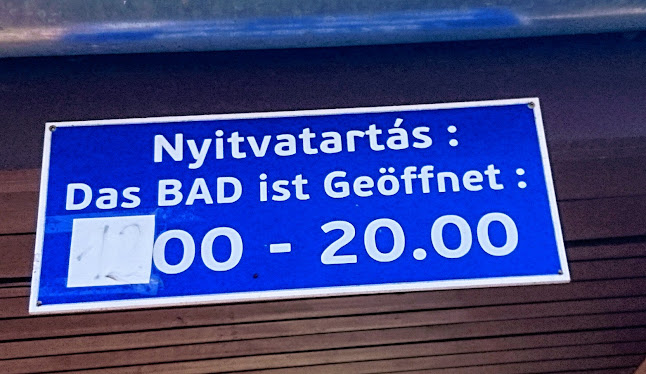 Nyitvatartás :
Das BAD ist Geöffnet :
1200 - 20.00